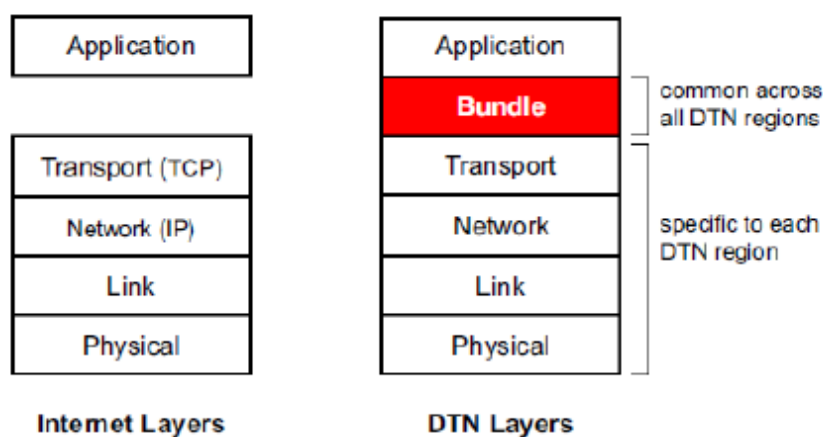 Application
Transport (TCP)
Network (IP)
Link
Physical
Internet Layers
Application
Bundle
Transport
Network
Link
Physical
DTN Layers
common across
all DTN regions
specific to each
DTN region